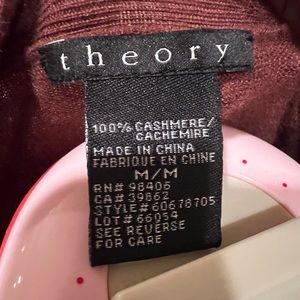 theory
100% CASHMERE/
CACHEMIRE
MADE IN CHINA
FABRIQUE EN CHINE
M/M
RN# 98406
CA# 39862
STYLE# 60678705
LOT# 66054
SEE REVERSE
FOR CARE